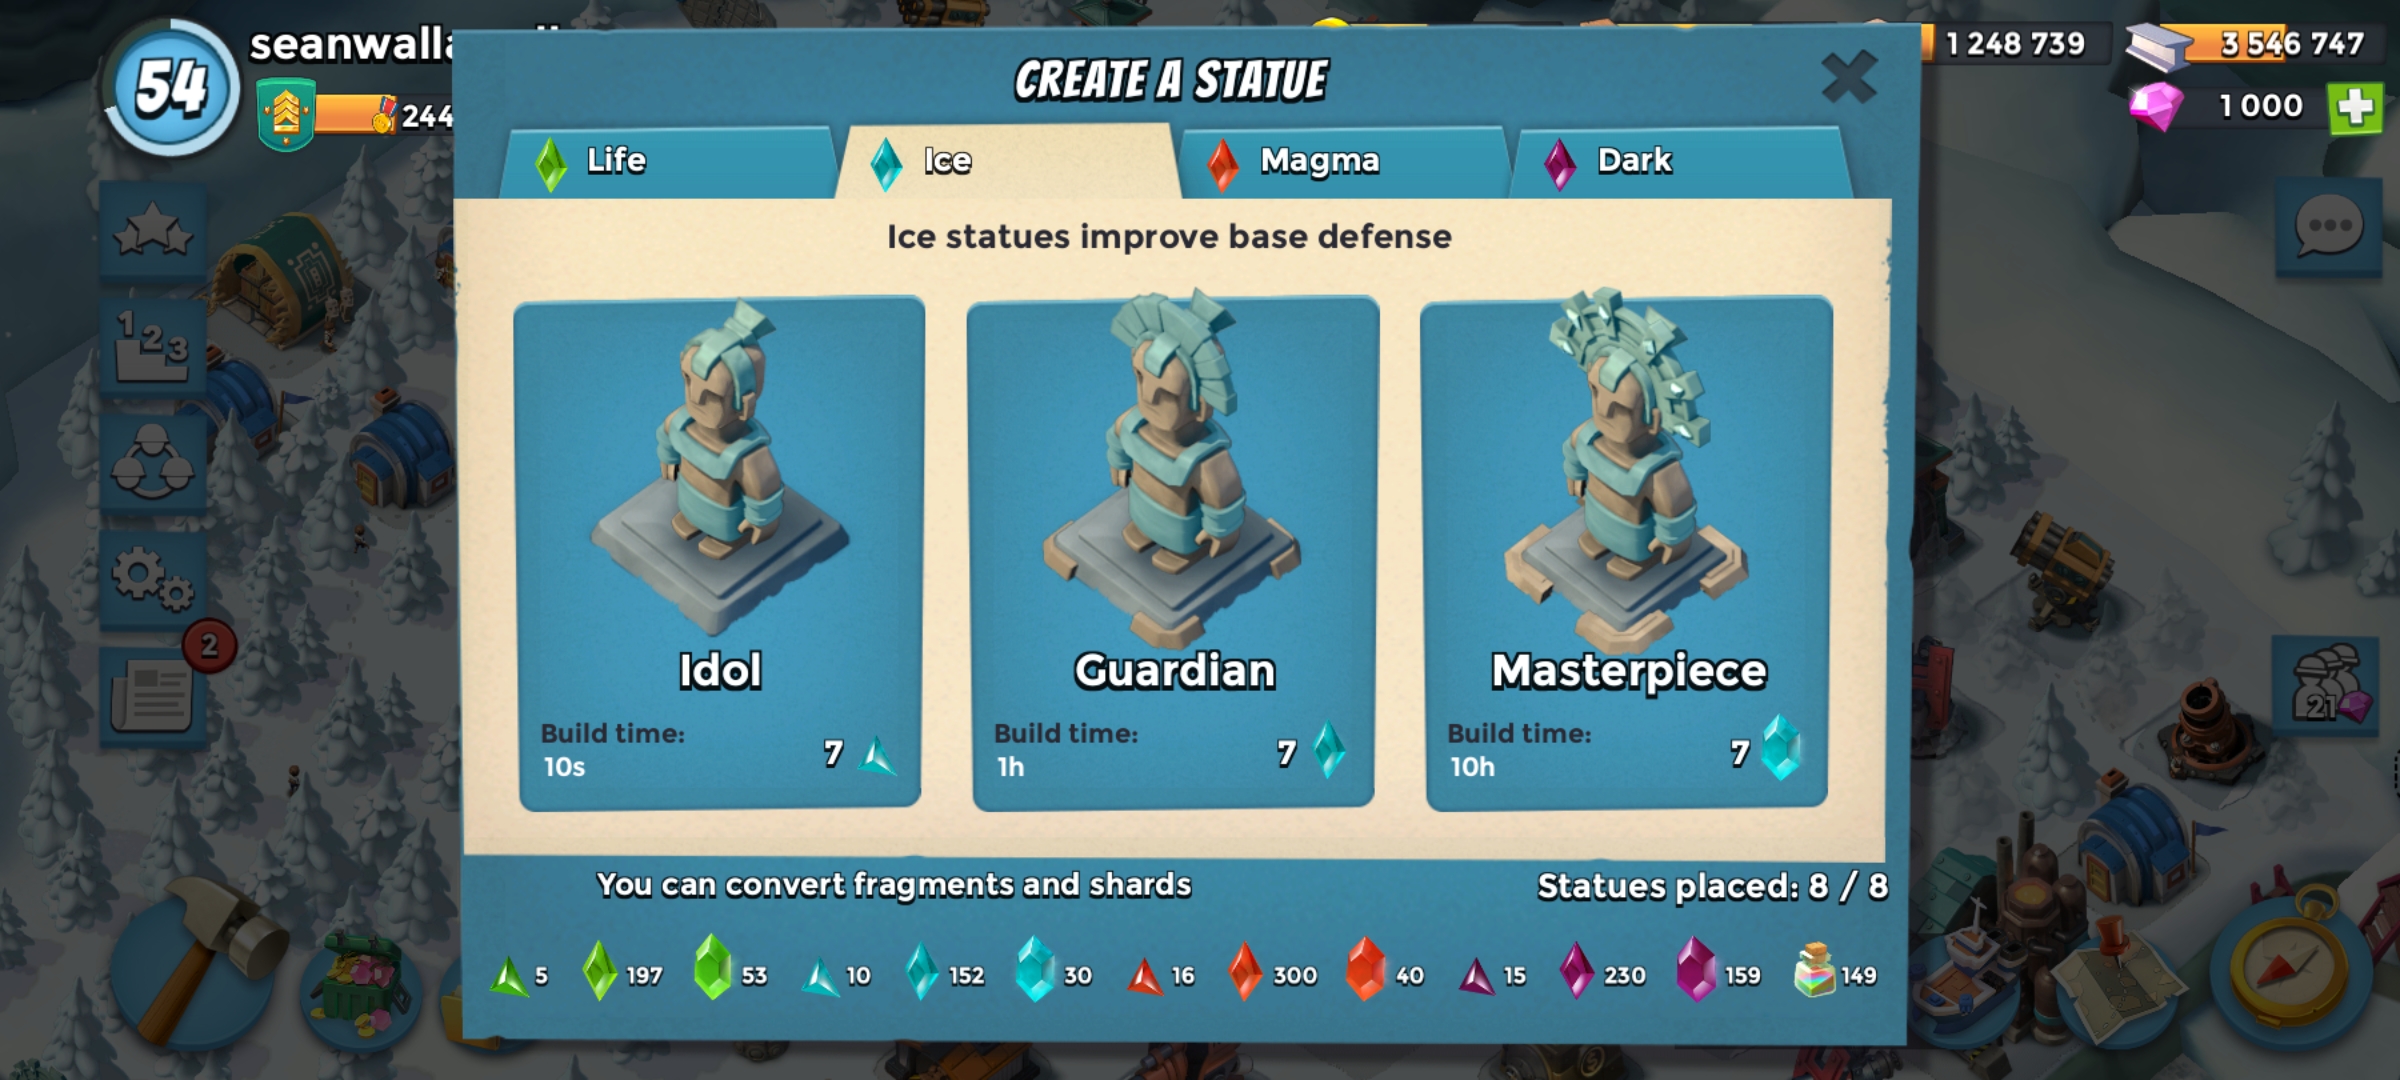 54
244
CREATE A STATUE
1 248 739
3 546 747
1 000
Life
Ice
Magma
Dark
Ice statues improve base defense
1 2 3
2
Idol
Build time:
10s
7
Guardian
Build time:
1h
7
Masterpiece
Build time:
10h
7
21
You can convert fragments and shards
Statues placed: 8 / 8
5 197 53 10 152 30 16 300 40 15 230 159 149